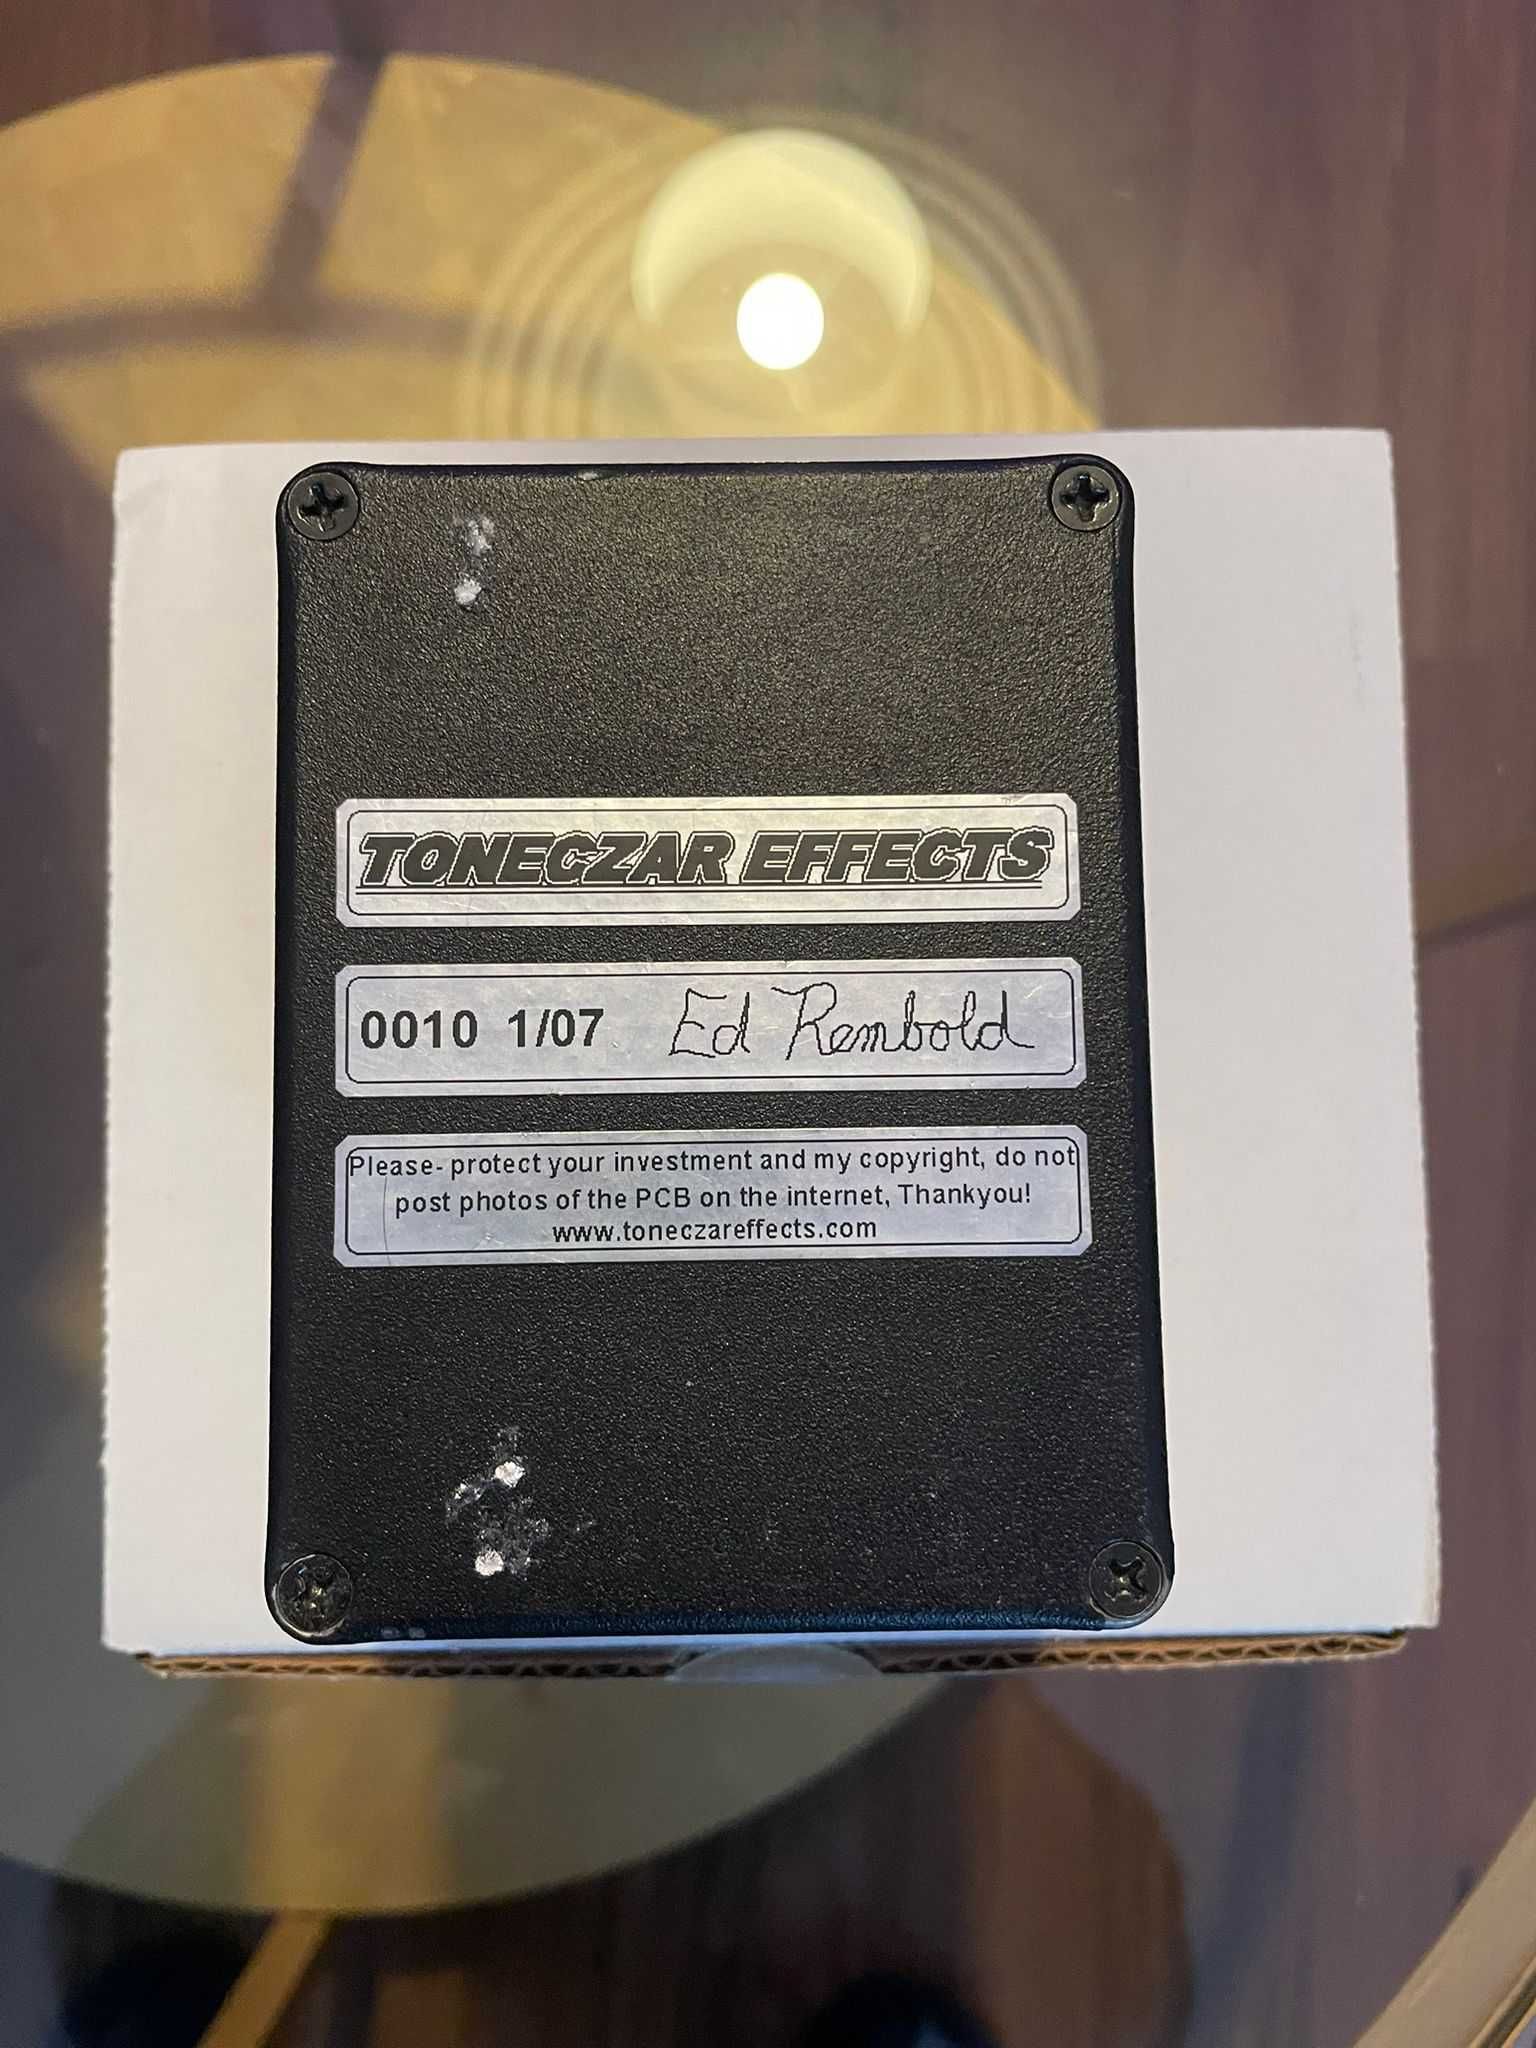 TONECZAR EFFECTS
0010 1/07 Ed Rembold
Please- protect your investment and my copyright, do not
post photos of the PCB on the internet, Thankyou!
www.toneczareffects.com